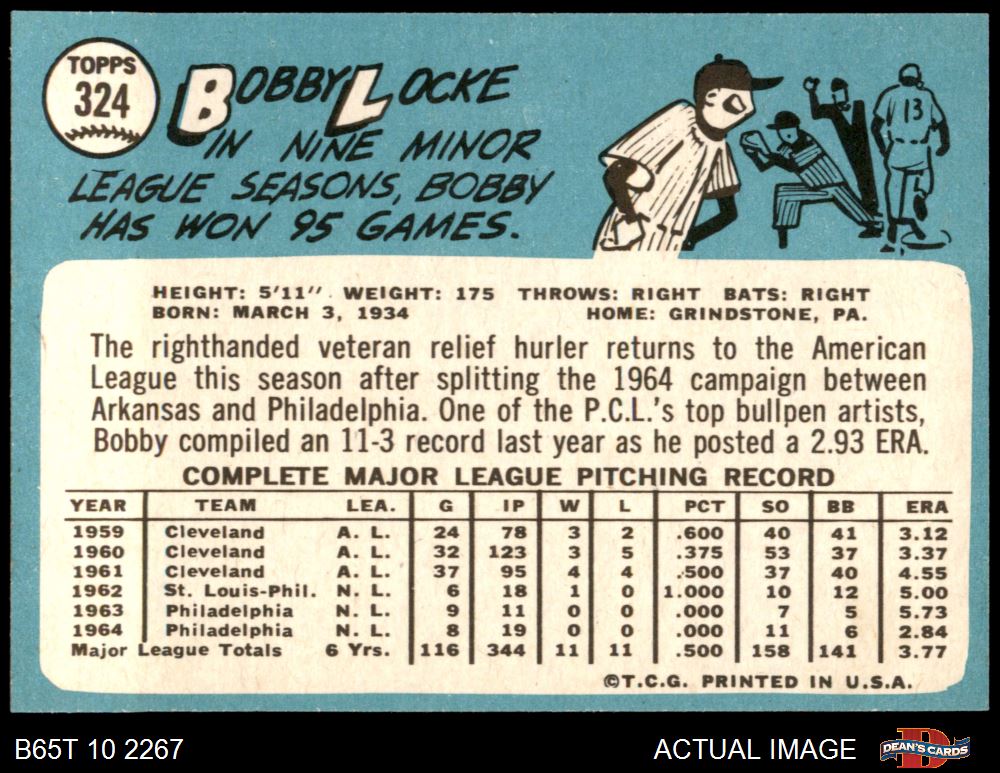 TOPPS
324
BOBBY LOCKE
IN NINE MINOR
LEAGUE SEASONS, BOBBY
HAS WON 95 GAMES.
13
HEIGHT: 5'11" WEIGHT: 175 THROWS: RIGHT BATS: RIGHT
BORN: MARCH 3, 1934 HOME: GRINDSTONE, PA.
The righthanded veteran relief hurler returns to the American
League this season after splitting the 1964 campaign between
Arkansas and Philadelphia. One of the P.C.L.'s top bullpen artists,
Bobby compiled an 11-3 record last year as he posted a 2.93 ERA.
COMPLETE MAJOR LEAGUE PITCHING RECORD
YEAR TEAM LEA. G IP W L PCT SO BB ERA
1959 Cleveland A. L. 24 78 3 2 .600 40 41 3.12
1960 Cleveland A. L. 32 123 3 5 .375 53 37 3.37
1961 Cleveland A. L. 37 95 4 4 .500 37 40 4.55
1962 St. Louis-Phil. N. L. 6 18 1 0 1.000 10 12 5.00
1963 Philadelphia N. L. 9 11 0 0 .000 7 5 5.73
1964 Philadelphia N. L. 8 19 0 0 .000 11 6 2.84
Major League Totals 6 Yrs. 116 344 11 11 .500 158 141 3.77
©T.C.G. PRINTED IN U.S.A.
B65T 10 2267 ACTUAL IMAGE DEAN'S CARDS